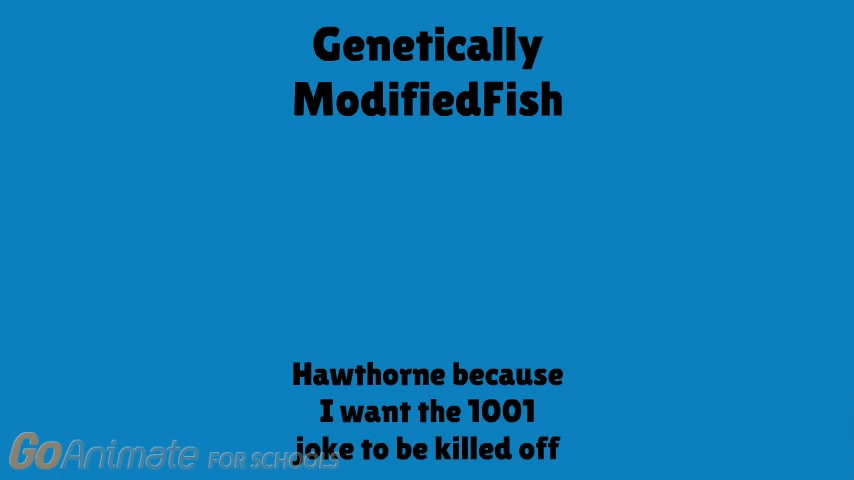 Genetically
ModifiedFish
Hawthorne because
I want the 1001
joke to be killed off
GoAnimate FOR SCHOOLS